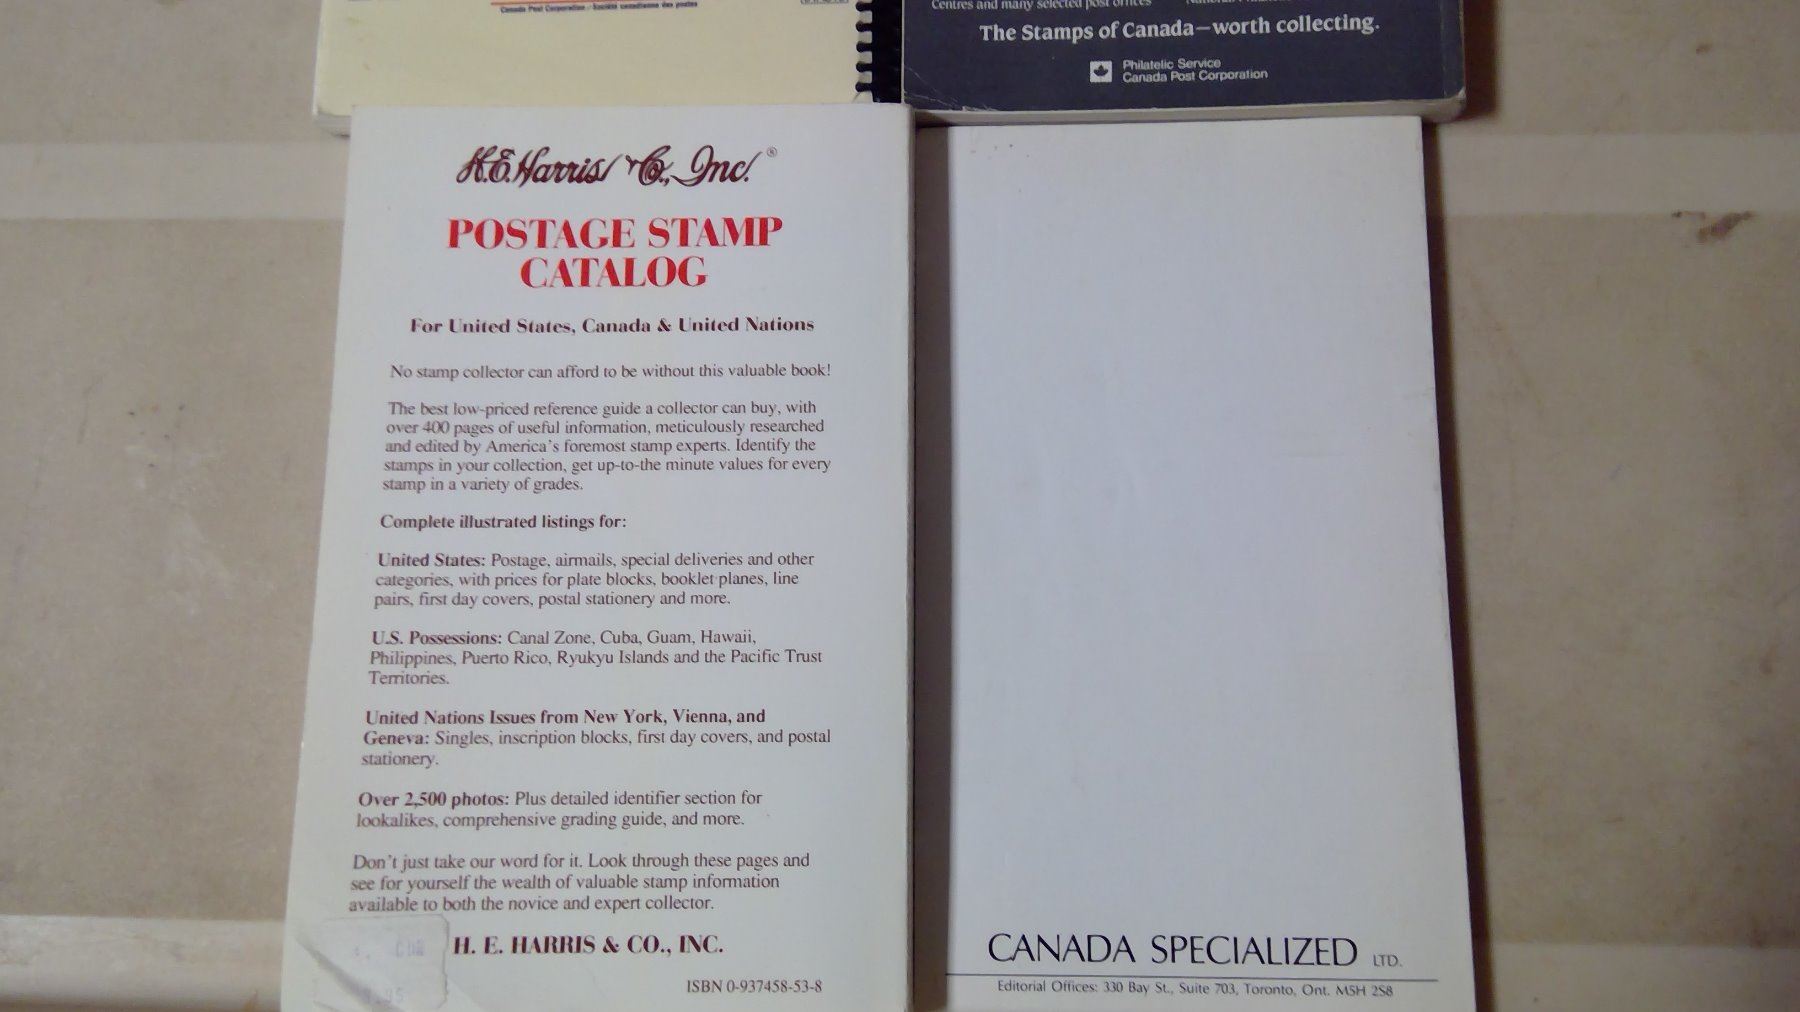 Canada Post Corporation / Société canadienne des postes
Centres and many selected post offices
The Stamps of Canada—worth collecting.
Philatelic Service
Canada Post Corporation
H.E. Harris & Co., Inc.®
POSTAGE STAMP
CATALOG
For United States, Canada & United Nations
No stamp collector can afford to be without this valuable book!
The best low-priced reference guide a collector can buy, with
over 400 pages of useful information, meticulously researched
and edited by America's foremost stamp experts. Identify the
stamps in your collection, get up-to-the minute values for every
stamp in a variety of grades.
Complete illustrated listings for:
United States: Postage, airmails, special deliveries and other
categories, with prices for plate blocks, booklet planes, line
pairs, first day covers, postal stationery and more.
U.S. Possessions: Canal Zone, Cuba, Guam, Hawaii,
Philippines, Puerto Rico, Ryukyu Islands and the Pacific Trust
Territories.
United Nations Issues from New York, Vienna, and
Geneva: Singles, inscription blocks, first day covers, and postal
stationery.
Over 2,500 photos: Plus detailed identifier section for
lookalikes, comprehensive grading guide, and more.
Don't just take our word for it. Look through these pages and
see for yourself the wealth of valuable stamp information
available to both the novice and expert collector.
H. E. HARRIS & CO., INC.
ISBN 0-937458-53-8
CANADA SPECIALIZED LTD.
Editorial Offices: 330 Bay St., Suite 703, Toronto, Ont. M5H 2S8